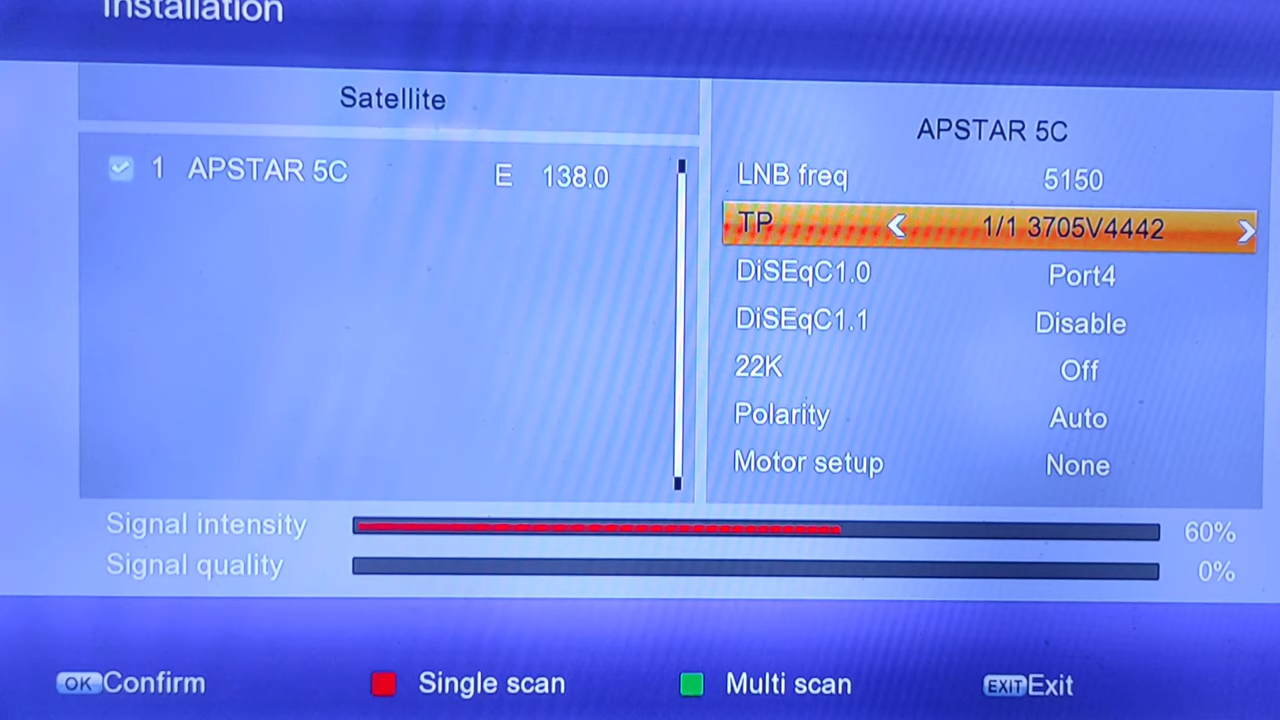 Installation
Satellite
1 APSTAR 5C E 138.0
APSTAR 5C
LNB freq 5150
TP 1/1 3705V4442
DiSEqC1.0 Port4
DiSEqC1.1 Disable
22K Off
Polarity Auto
Motor setup None
Signal intensity 60%
Signal quality 0%
OK Confirm Single scan Multi scan EXIT Exit